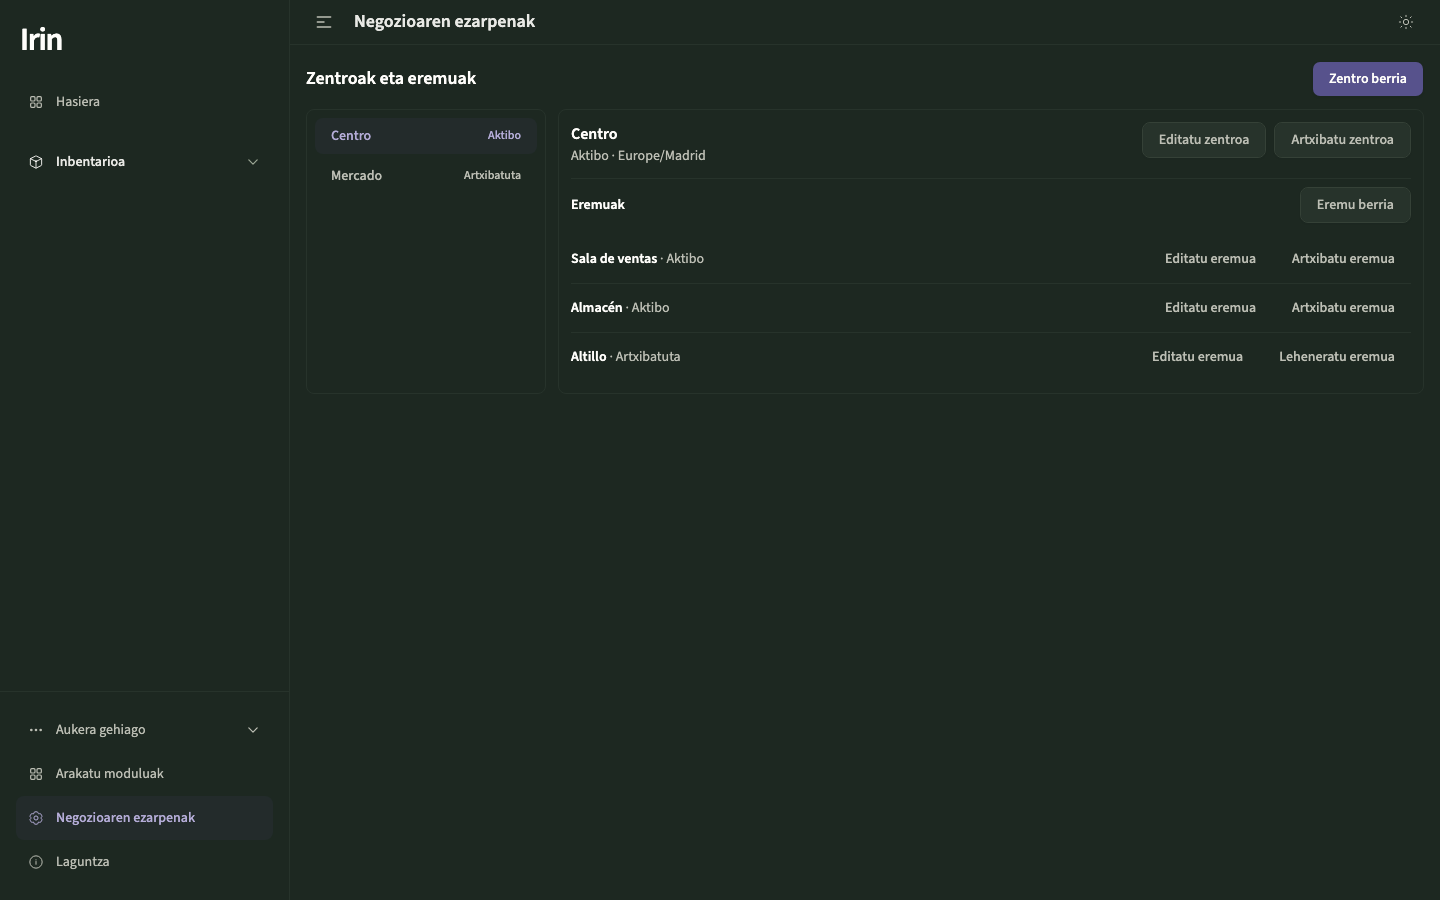 Irin
Hasiera
Inbentarioa
Aukera gehiago
Arakatu moduluak
Negozioaren ezarpenak
Laguntza
Negozioaren ezarpenak
Zentroak eta eremuak
Zentro berria
Centro Aktibo
Mercado Artxibatuta
Centro
Aktibo · Europe/Madrid
Editatu zentroa Artxibatu zentroa
Eremuak
Eremu berria
Sala de ventas · Aktibo Editatu eremua Artxibatu eremua
Almacén · Aktibo Editatu eremua Artxibatu eremua
Altillo · Artxibatuta Editatu eremua Leheneratu eremua